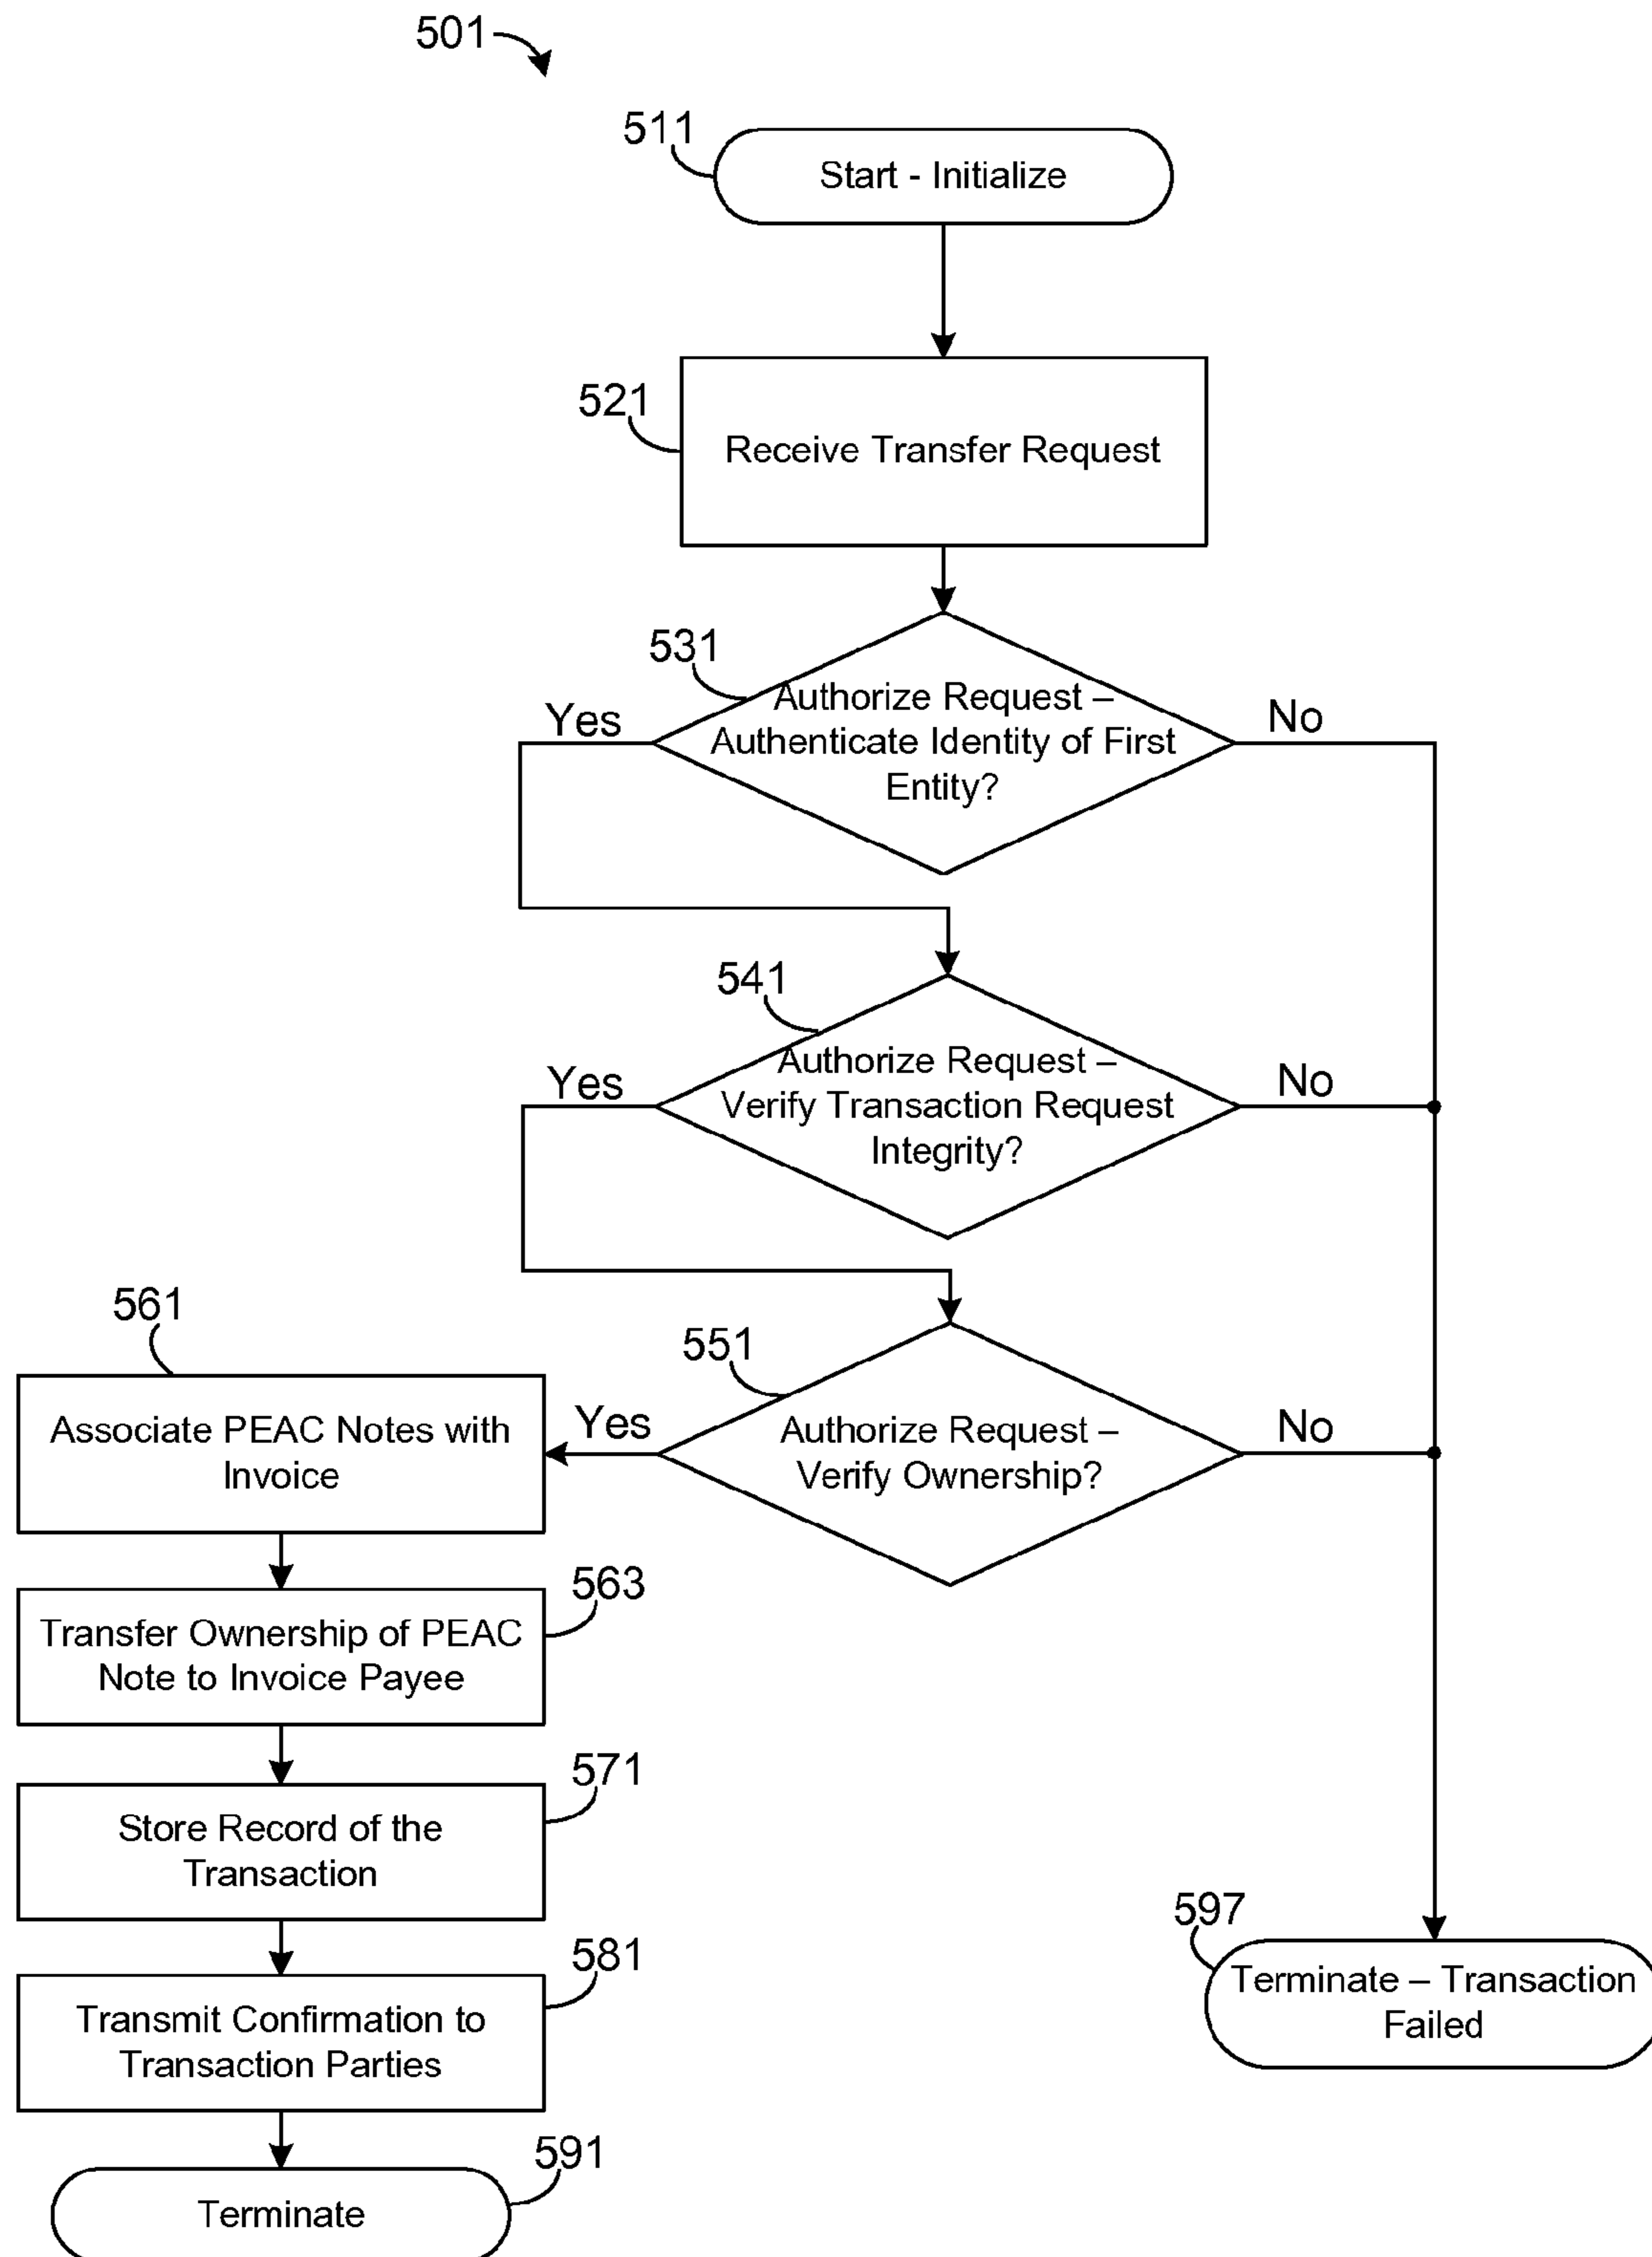 501
511
Start - Initialize
521
Receive Transfer Request
531
Authorize Request –
Authenticate Identity of First
Entity?
Yes
No
541
Authorize Request –
Verify Transaction Request
Integrity?
Yes
No
551
Authorize Request –
Verify Ownership?
Yes
No
561
Associate PEAC Notes with
Invoice
563
Transfer Ownership of PEAC
Note to Invoice Payee
571
Store Record of the
Transaction
581
Transmit Confirmation to
Transaction Parties
591
Terminate
597
Terminate – Transaction
Failed